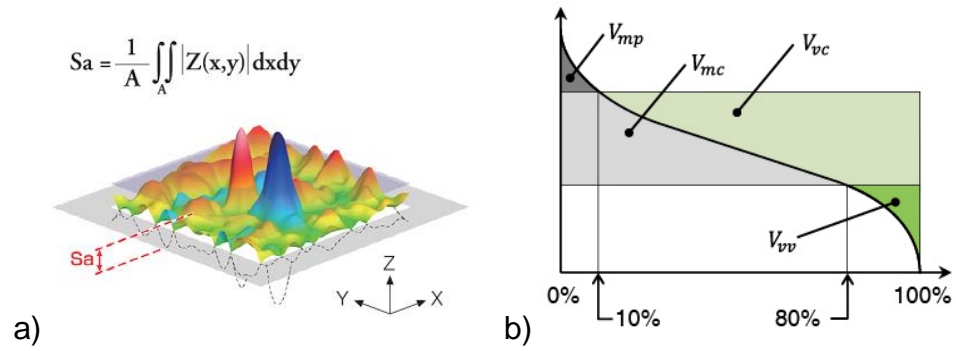 Sa = 1/A ∬_A |Z(x,y)| dxdy
Sa
Z
Y
X
a)
V_mp
V_mc
V_vc
V_vv
0%
10%
80%
100%
b)